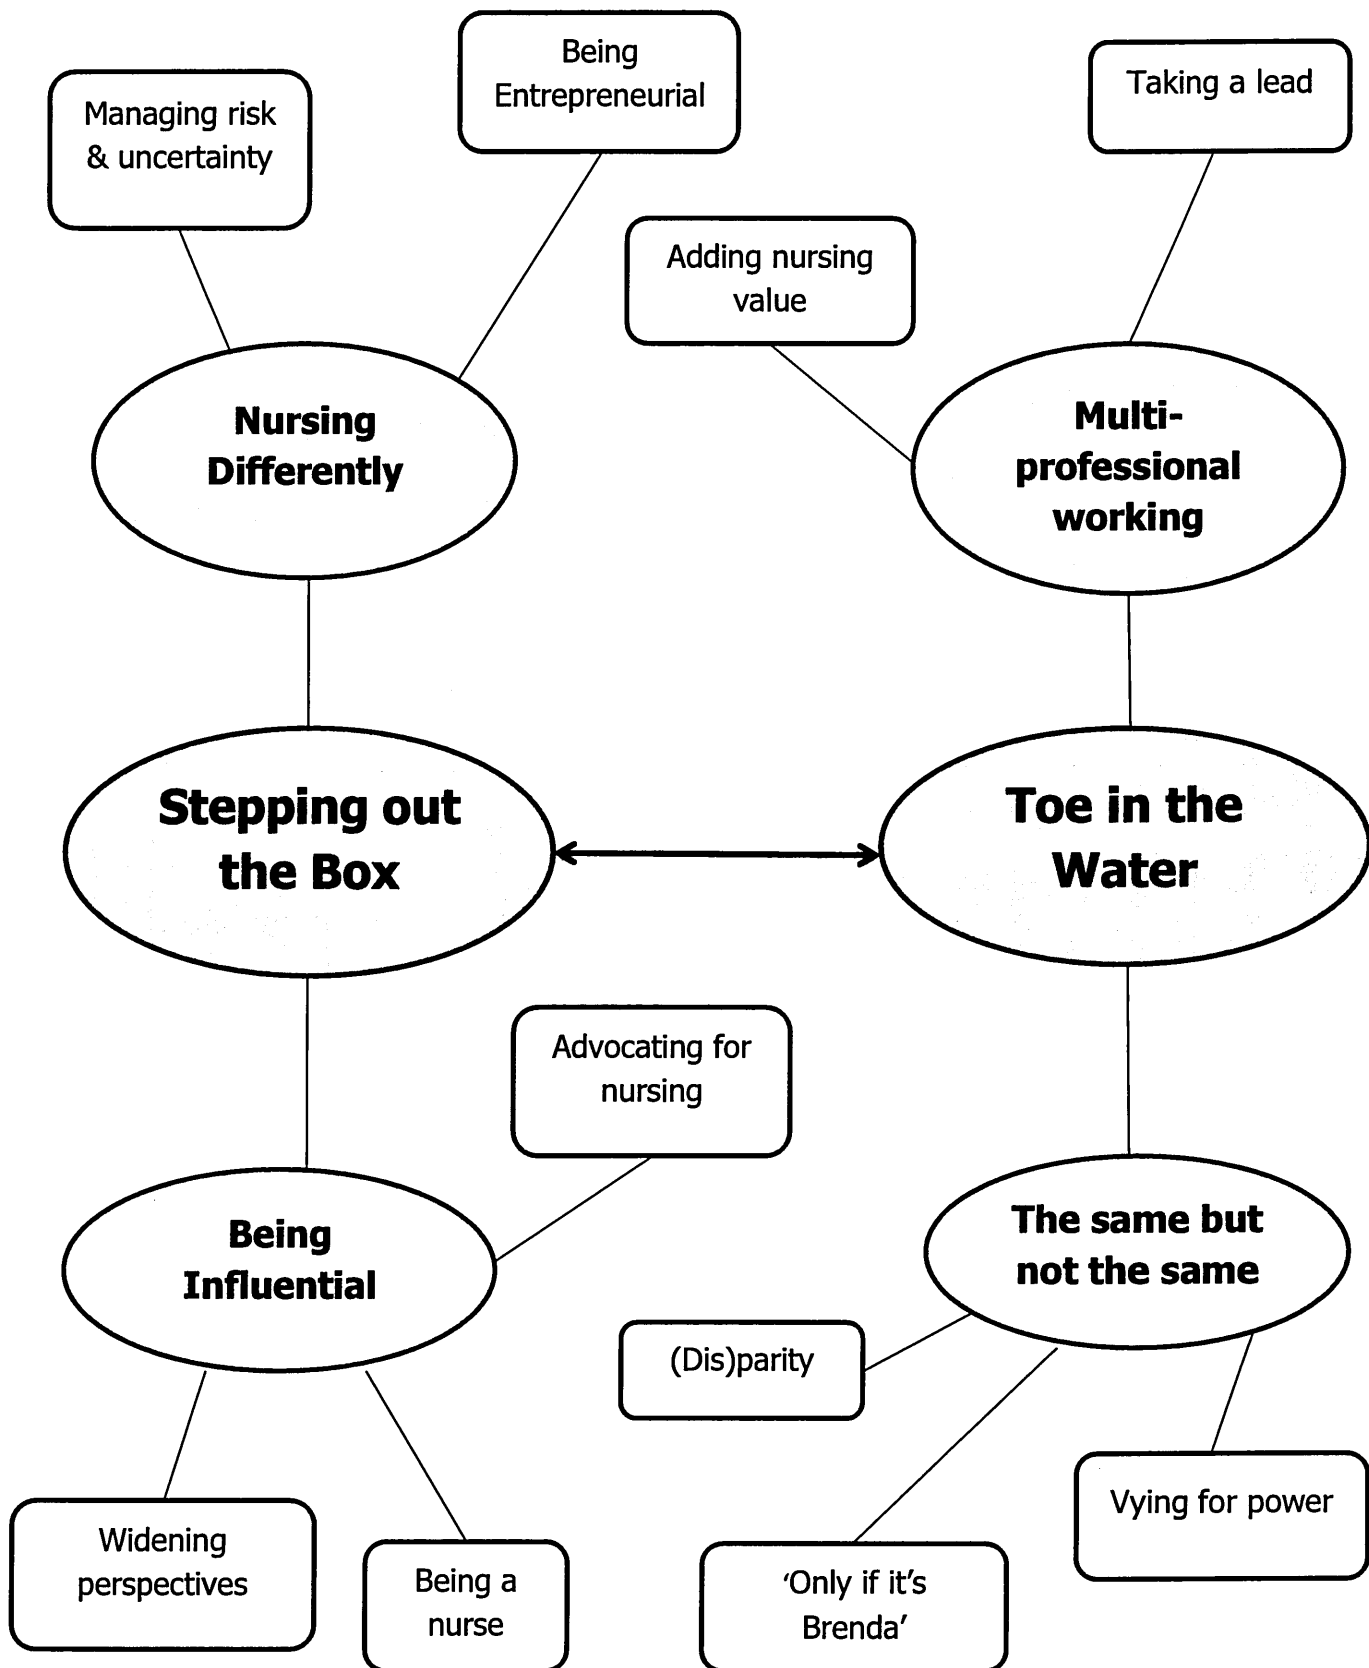 Being
Entrepreneurial
Managing risk
& uncertainty
Taking a lead
Adding nursing
value
Nursing
Differently
Multi-
professional
working
Stepping out
the Box
Toe in the
Water
Advocating for
nursing
Being
Influential
The same but
not the same
(Dis)parity
Vying for power
Widening
perspectives
Being a
nurse
‘Only if it's
Brenda’